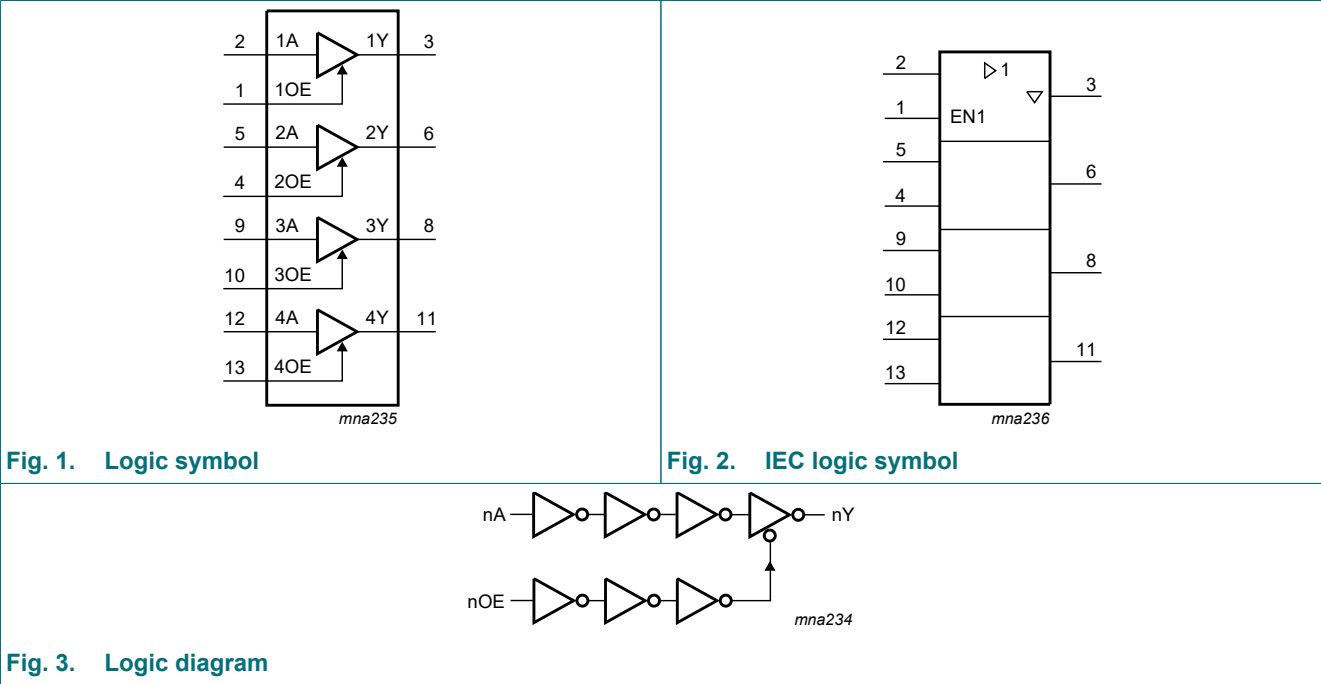 2 1A 1Y 3
1 1OE
5 2A 2Y 6
4 2OE
9 3A 3Y 8
10 3OE
12 4A 4Y 11
13 4OE
mna235
Fig. 1. Logic symbol
2 1
3
1 EN1
5
6
4
9
8
10
12
11
13
mna236
Fig. 2. IEC logic symbol
nA nY
nOE
mna234
Fig. 3. Logic diagram